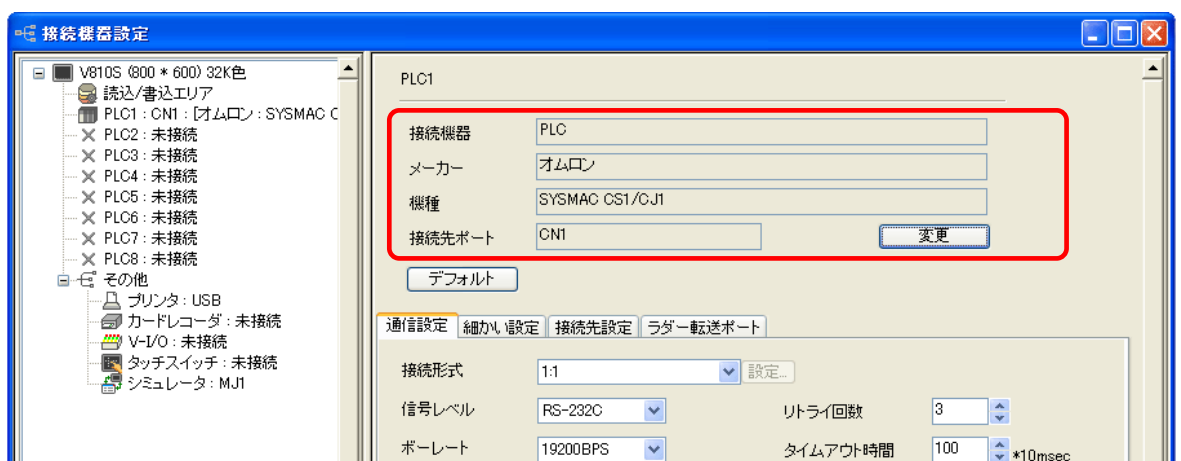 接続機器設定
V810S (800 * 600) 32K色
読込/書込エリア
PLC1 : CN1 : [オムロン : SYSMAC C
PLC2 : 未接続
PLC3 : 未接続
PLC4 : 未接続
PLC5 : 未接続
PLC6 : 未接続
PLC7 : 未接続
PLC8 : 未接続
その他
プリンタ : USB
カードレコーダ : 未接続
V-I/O : 未接続
タッチスイッチ : 未接続
シミュレータ : MJ1
PLC1
接続機器 PLC
メーカー オムロン
機種 SYSMAC CS1/CJ1
接続先ポート CN1 変更
デフォルト
通信設定 細かい設定 接続先設定 ラダー転送ポート
接続形式 1:1 設定...
信号レベル RS-232C リトライ回数 3
ボーレート 19200BPS タイムアウト時間 100 *10msec